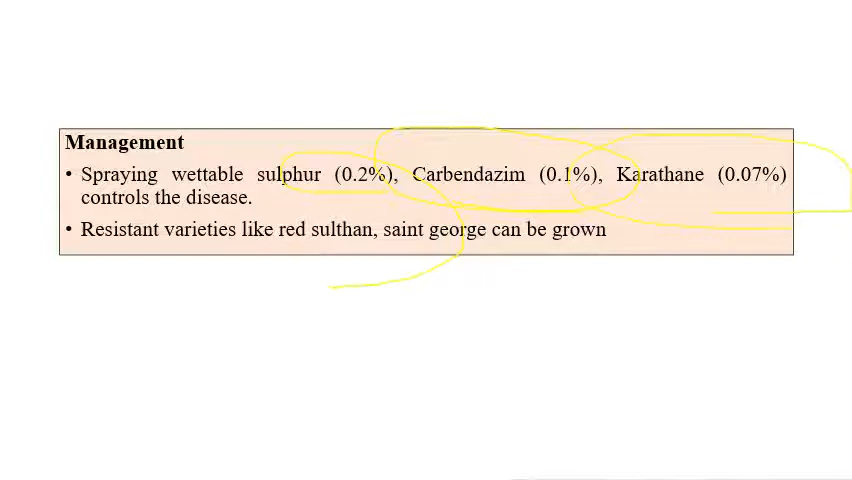 Management
• Spraying wettable sulphur (0.2%), Carbendazim (0.1%), Karathane (0.07%)
controls the disease.
• Resistant varieties like red sulthan, saint george can be grown